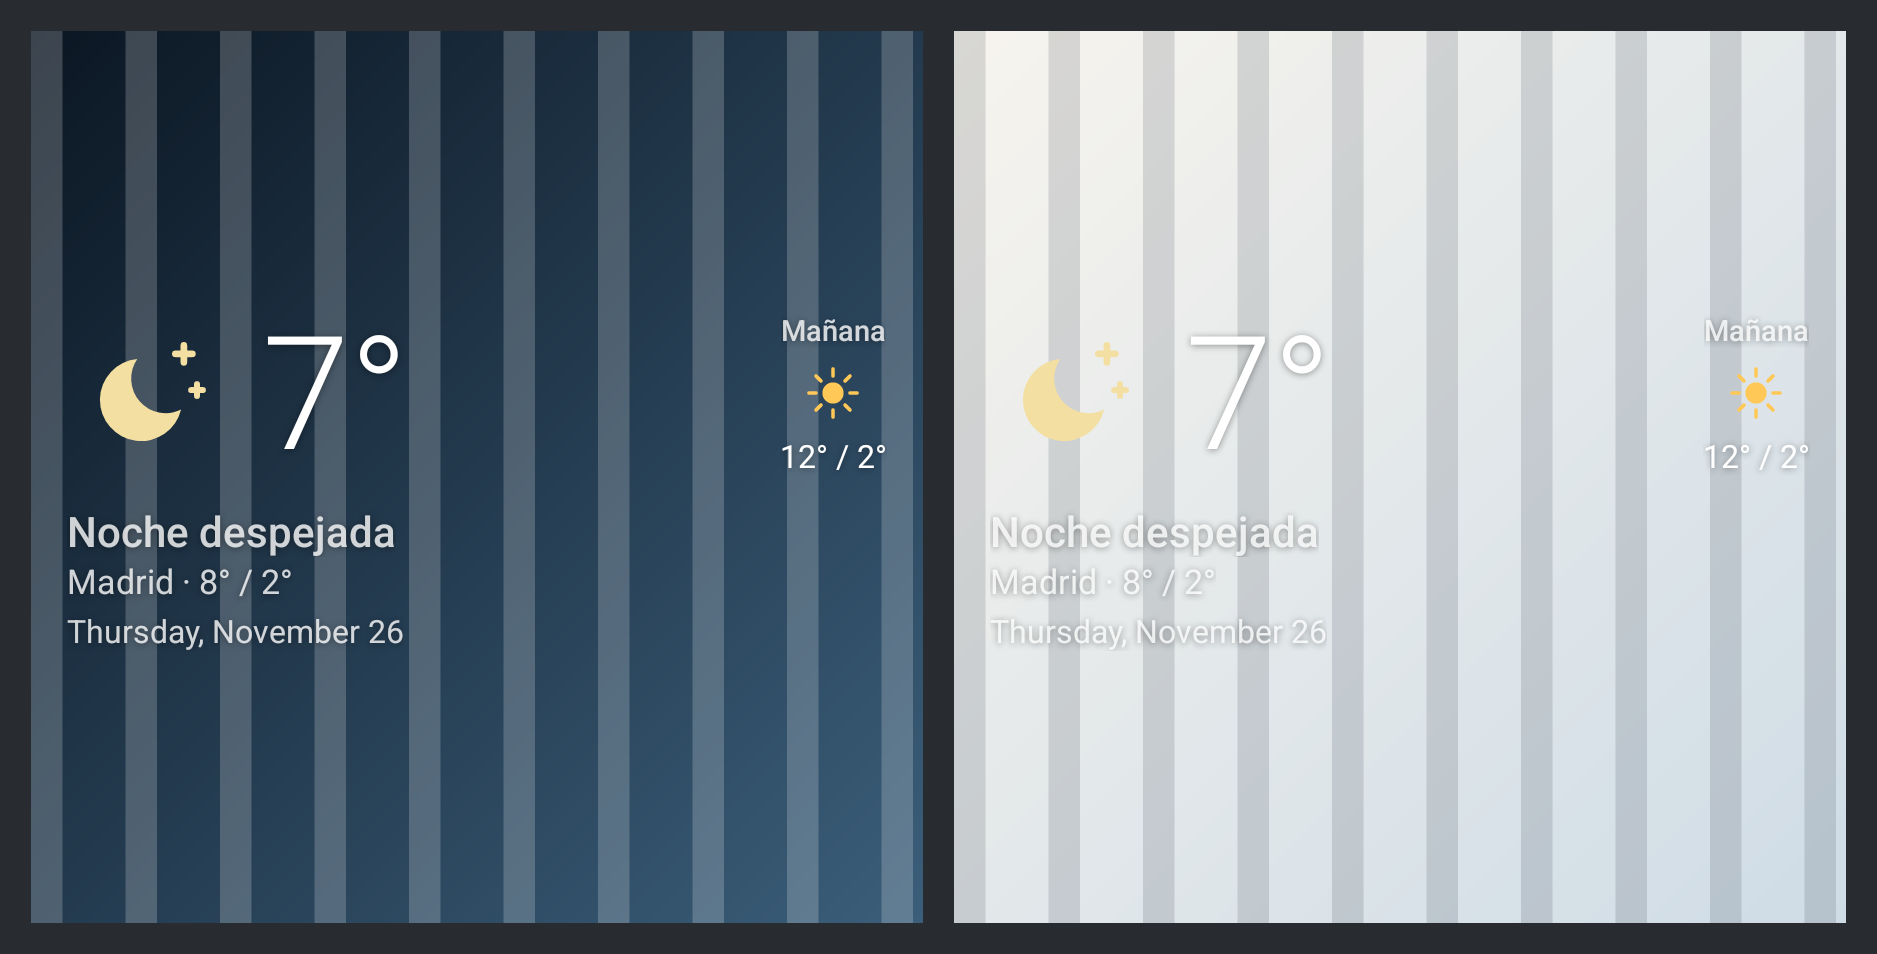 7°
Mañana
12° / 2°
Noche despejada
Madrid · 8° / 2°
Thursday, November 26
7°
Mañana
12° / 2°
Noche despejada
Madrid · 8° / 2°
Thursday, November 26